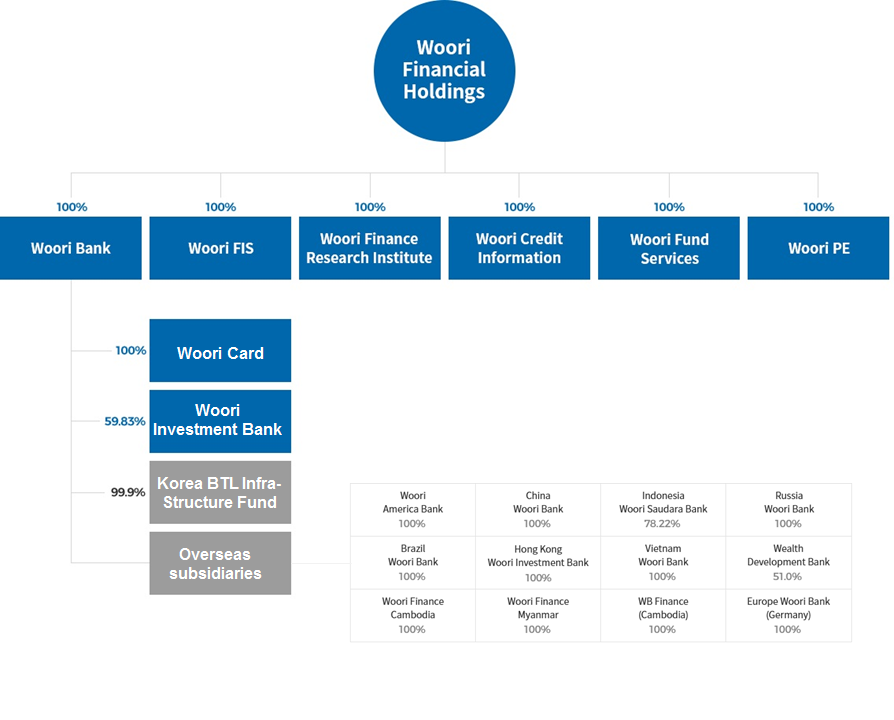 Woori
Financial
Holdings
100%
100%
100%
100%
100%
100%
Woori Bank
Woori FIS
Woori Finance
Research Institute
Woori Credit
Information
Woori Fund
Services
Woori PE
100%
Woori Card
59.83%
Woori
Investment Bank
99.9%
Korea BTL Infra-
Structure Fund
Overseas
subsidiaries
Woori
America Bank
100%
China
Woori Bank
100%
Indonesia
Woori Saudara Bank
78.22%
Russia
Woori Bank
100%
Brazil
Woori Bank
100%
Hong Kong
Woori Investment Bank
100%
Vietnam
Woori Bank
100%
Wealth
Development Bank
51.0%
Woori Finance
Cambodia
100%
Woori Finance
Myanmar
100%
WB Finance
(Cambodia)
100%
Europe Woori Bank
(Germany)
100%